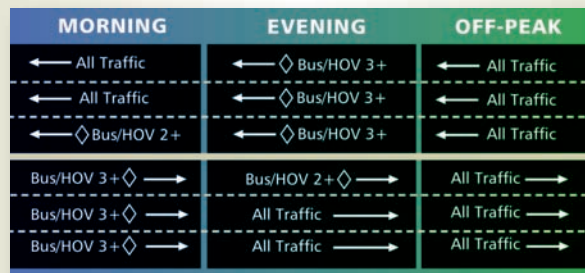 MORNING EVENING OFF-PEAK
All Traffic Bus/HOV 3+ All Traffic
All Traffic Bus/HOV 3+ All Traffic
Bus/HOV 2+ Bus/HOV 3+ All Traffic
Bus/HOV 3+ Bus/HOV 2+ All Traffic
Bus/HOV 3+ All Traffic All Traffic
Bus/HOV 3+ All Traffic All Traffic